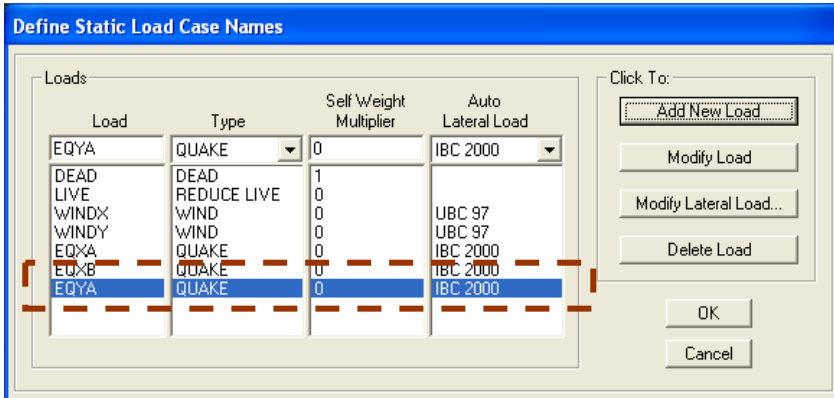 Define Static Load Case Names
Loads
Load Type Self Weight Multiplier Auto Lateral Load
EQYA QUAKE 0 IBC 2000
DEAD DEAD 1
LIVE REDUCE LIVE 0
WINDX WIND 0 UBC 97
WINDY WIND 0 UBC 97
EQXA QUAKE 0 IBC 2000
EQXB QUAKE 0 IBC 2000
EQYA QUAKE 0 IBC 2000
Click To:
Add New Load
Modify Load
Modify Lateral Load...
Delete Load
OK
Cancel